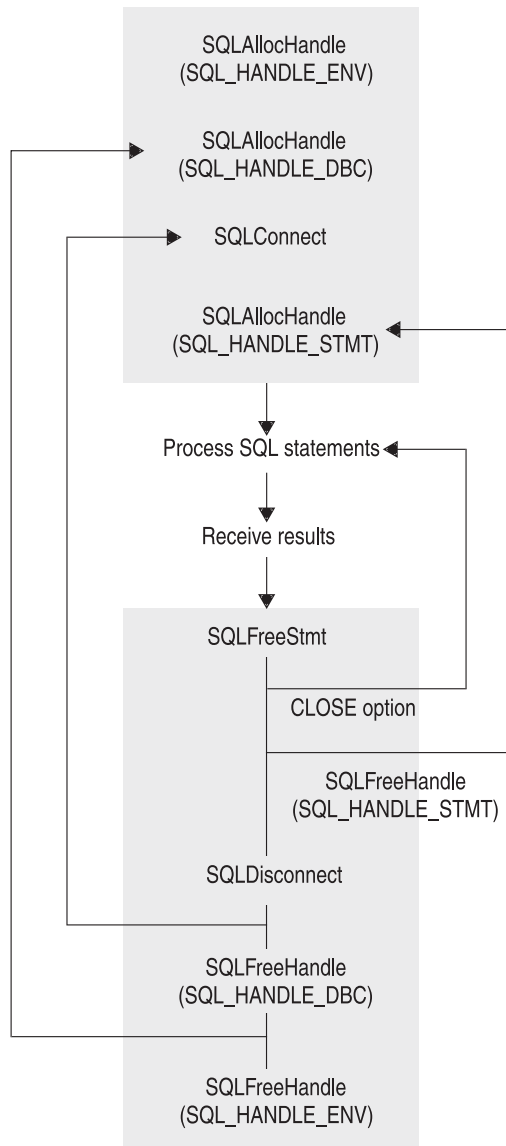 SQLAllocHandle
(SQL_HANDLE_ENV)
SQLAllocHandle
(SQL_HANDLE_DBC)
SQLConnect
SQLAllocHandle
(SQL_HANDLE_STMT)
Process SQL statements
Receive results
SQLFreeStmt
CLOSE option
SQLFreeHandle
(SQL_HANDLE_STMT)
SQLDisconnect
SQLFreeHandle
(SQL_HANDLE_DBC)
SQLFreeHandle
(SQL_HANDLE_ENV)